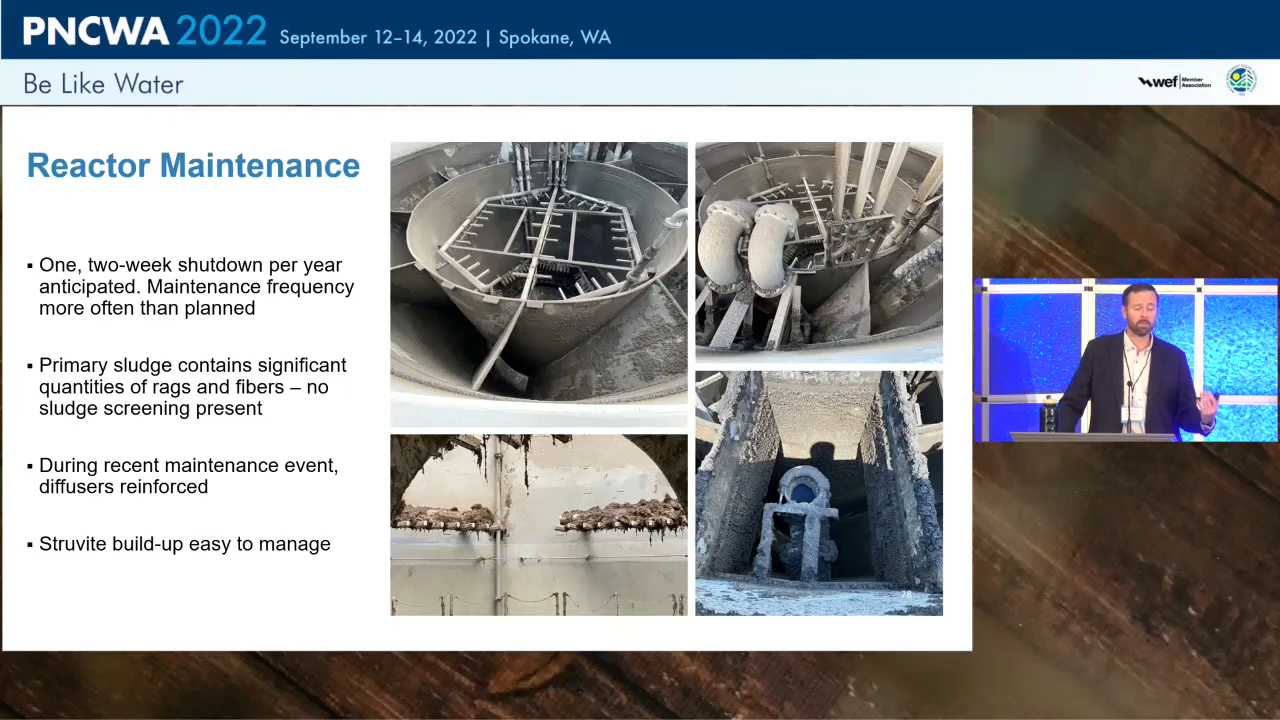 PNCWA 2022 September 12–14, 2022 | Spokane, WA
Be Like Water
wef Member
Association
Reactor Maintenance
▪ One, two-week shutdown per year
anticipated. Maintenance frequency
more often than planned
▪ Primary sludge contains significant
quantities of rags and fibers – no
sludge screening present
▪ During recent maintenance event,
diffusers reinforced
▪ Struvite build-up easy to manage